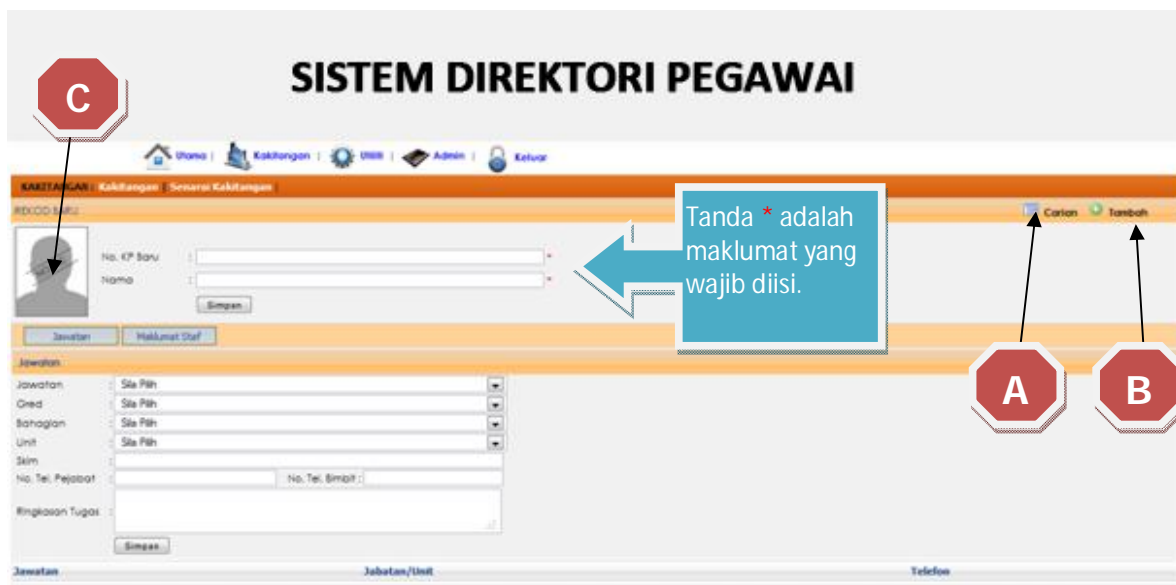 SISTEM DIREKTORI PEGAWAI
C
Utama | Kakitangan | Utiliti | Admin | Keluar
KAKITANGAN : Kakitangan | Senarai Kakitangan |
REKOD BARU
Carian Tambah
Tanda * adalah
maklumat yang
wajib diisi.
No. KP Baru : *
Nama : *
Simpan
Jawatan Maklumat Staf
Jawatan
A
B
Jawatan : Sila Pilih
Gred : Sila Pilih
Bahagian : Sila Pilih
Unit : Sila Pilih
Skim :
No. Tel. Pejabat : No. Tel. Bimbit :
Ringkasan Tugas :
Simpan
Jawatan Jabatan/Unit Telefon